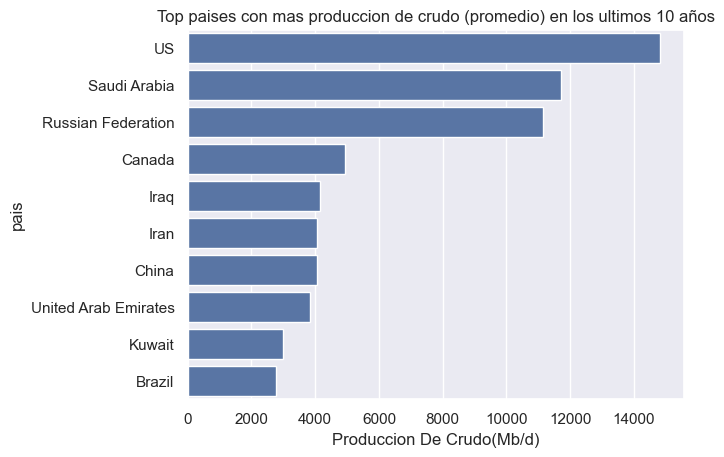 Top paises con mas produccion de crudo (promedio) en los ultimos 10 años
US
Saudi Arabia
Russian Federation
Canada
Iraq
Iran
China
United Arab Emirates
Kuwait
Brazil
pais
0 2000 4000 6000 8000 10000 12000 14000
Produccion De Crudo(Mb/d)